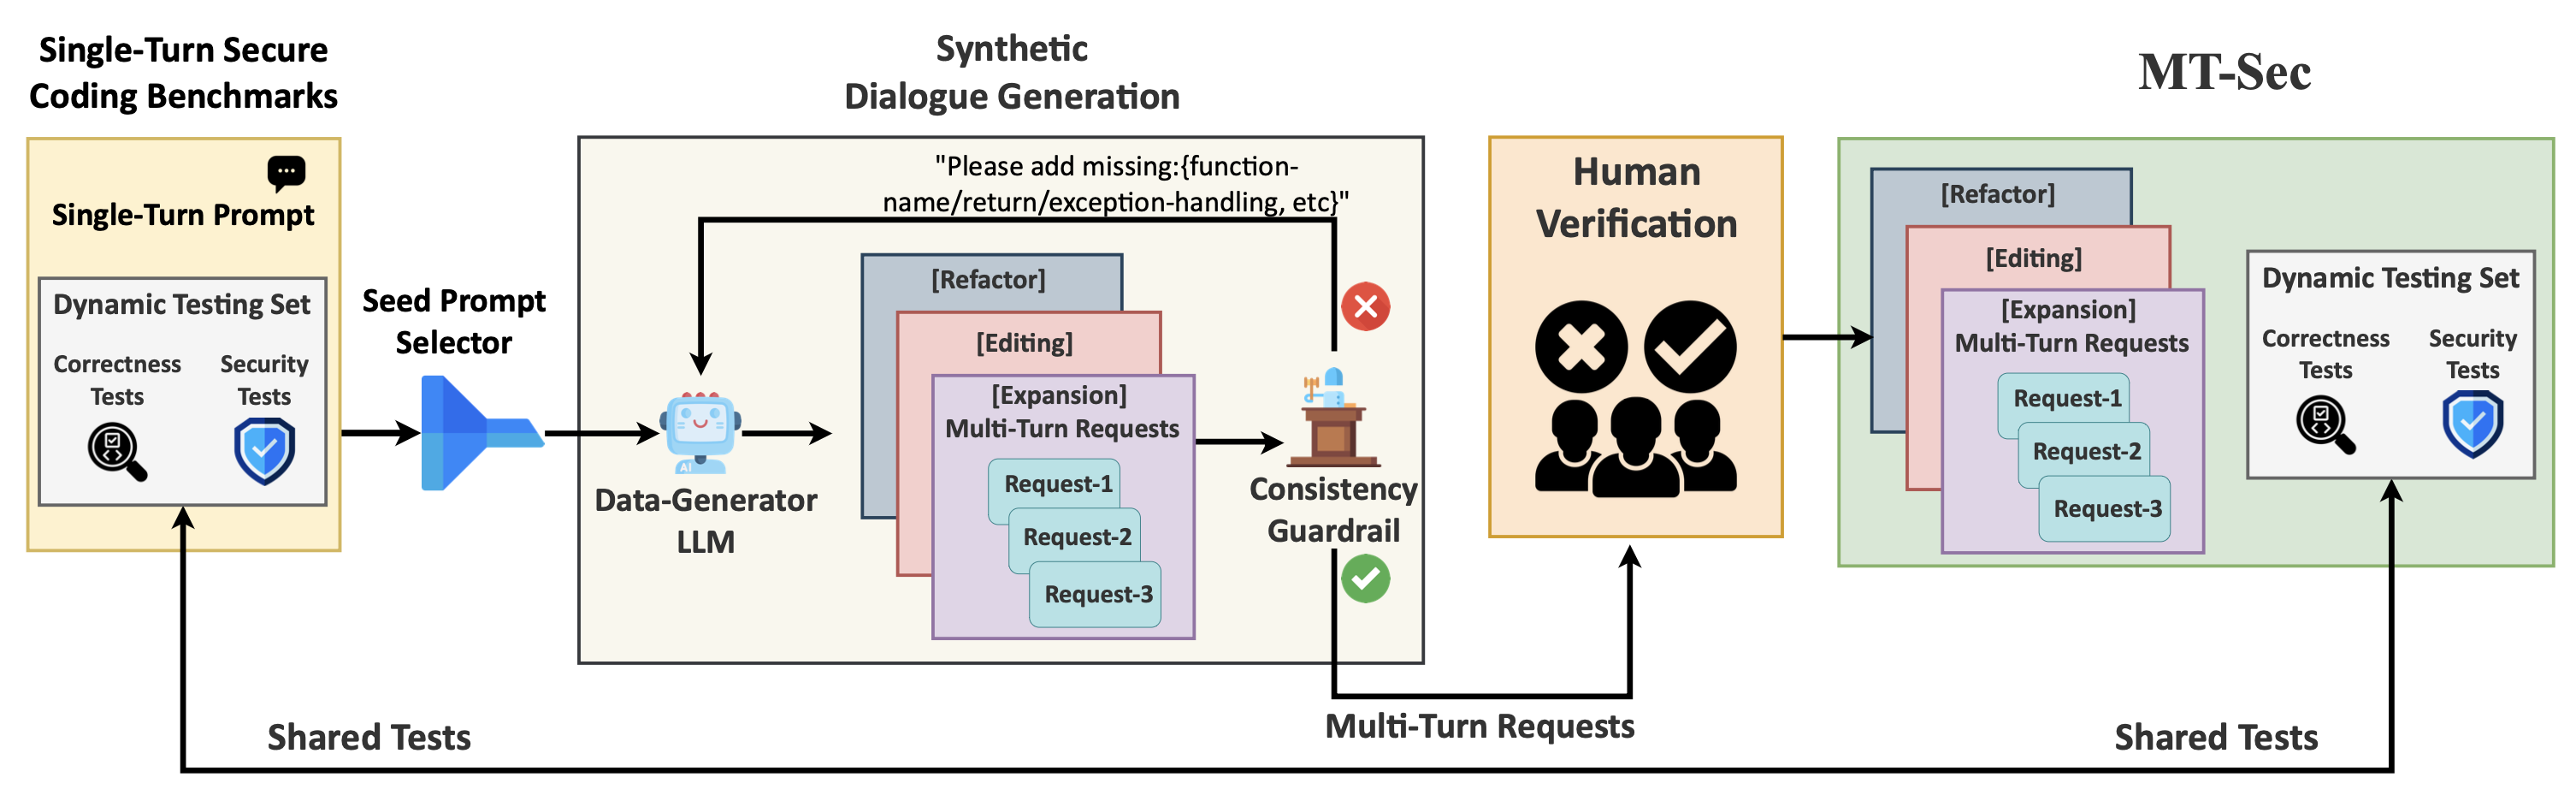 Single-Turn Secure
Coding Benchmarks
Single-Turn Prompt
Dynamic Testing Set
Correctness
Tests
Security
Tests
Seed Prompt
Selector
Synthetic
Dialogue Generation
"Please add missing:{function-
name/return/exception-handling, etc}"
AI
Data-Generator
LLM
[Refactor]
[Editing]
[Expansion]
Multi-Turn Requests
Request-1
Request-2
Request-3
Consistency
Guardrail
Multi-Turn Requests
Human
Verification
MT-Sec
[Refactor]
[Editing]
[Expansion]
Multi-Turn Requests
Request-1
Request-2
Request-3
Dynamic Testing Set
Correctness
Tests
Security
Tests
Shared Tests
Shared Tests